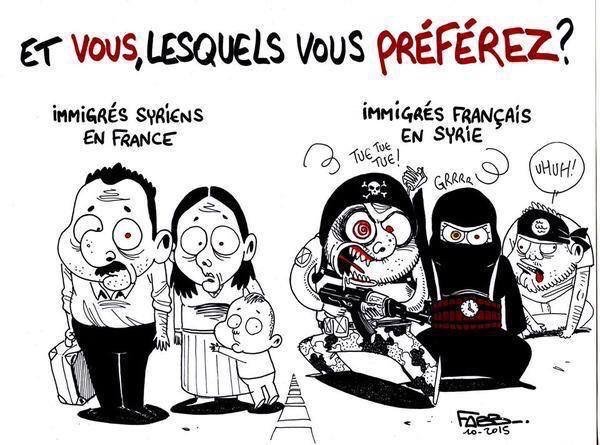 ET VOUS, LESQUELS VOUS PRÉFÉREZ?
IMMIGRÉS SYRIENS
EN FRANCE
IMMIGRÉS FRANÇAIS
EN SYRIE
TUE TUE
TUE!
GRRRR
UHUH!
FABB
10-2015